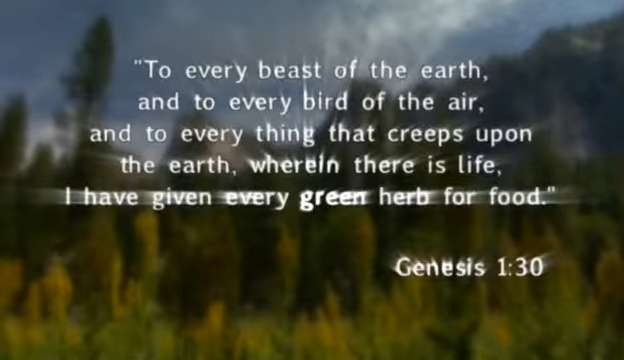 "To every beast of the earth,
and to every bird of the air,
and to every thing that creeps upon
the earth, wherein there is life,
I have given every green herb for food."
Genesis 1:30